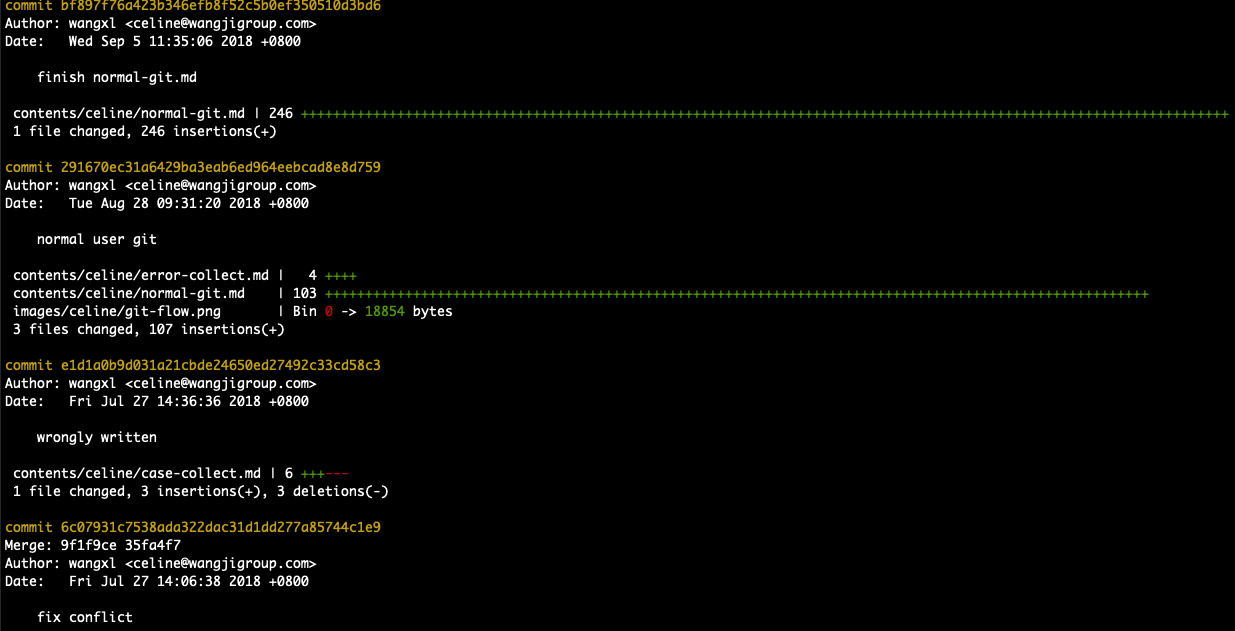 commit bf897f76a423b346efb8f52c5b0ef350510d3bd6
Author: wangxl <celine@wangjigroup.com>
Date:   Wed Sep 5 11:35:06 2018 +0800
finish normal-git.md
contents/celine/normal-git.md | 246 ++++++++++++++++++++++++++++++++++++++++++++++++++++++++++++++++++++++++++++++++++++++++++++++++++++++++++++++++++++
1 file changed, 246 insertions(+)
commit 291670ec31a6429ba3eab6ed964eebcad8e8d759
Author: wangxl <celine@wangjigroup.com>
Date:   Tue Aug 28 09:31:20 2018 +0800
normal user git
contents/celine/error-collect.md |   4 ++++
contents/celine/normal-git.md    | 103 +++++++++++++++++++++++++++++++++++++++++++++++++++++++++++++++++++++++++++++++++++++++++++++++++++++++
images/celine/git-flow.png       | Bin 0 -> 18854 bytes
3 files changed, 107 insertions(+)
commit e1d1a0b9d031a21cbde24650ed27492c33cd58c3
Author: wangxl <celine@wangjigroup.com>
Date:   Fri Jul 27 14:36:36 2018 +0800
wrongly written
contents/celine/case-collect.md | 6 +++---
1 file changed, 3 insertions(+), 3 deletions(-)
commit 6c07931c7538ada322dac31d1dd277a85744c1e9
Merge: 9f1f9ce 35fa4f7
Author: wangxl <celine@wangjigroup.com>
Date:   Fri Jul 27 14:06:38 2018 +0800
fix conflict